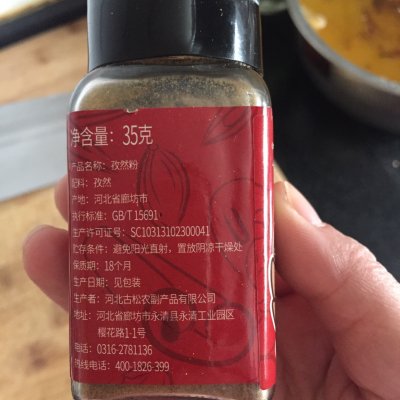 净含量：35克
产品名称：孜然粉
配料：孜然
产地：河北省廊坊市
执行标准：GB/T 15691
生产许可证号：SC10313102300041
贮存条件：避免阳光直射，置放阴凉干燥处
保质期：18个月
生产日期：见包装
生产者：河北古松农副产品有限公司
地址：河北省廊坊市永清县永清工业园区
樱花路1-1号
电话：0316-2781136
热线电话：400-1826-399